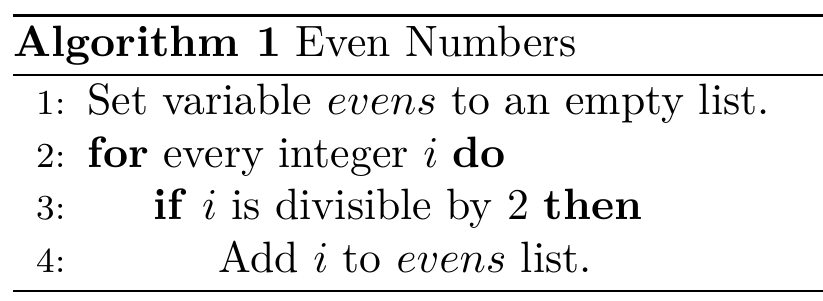 Algorithm 1 Even Numbers
1: Set variable evens to an empty list.
2: for every integer i do
3: if i is divisible by 2 then
4: Add i to evens list.